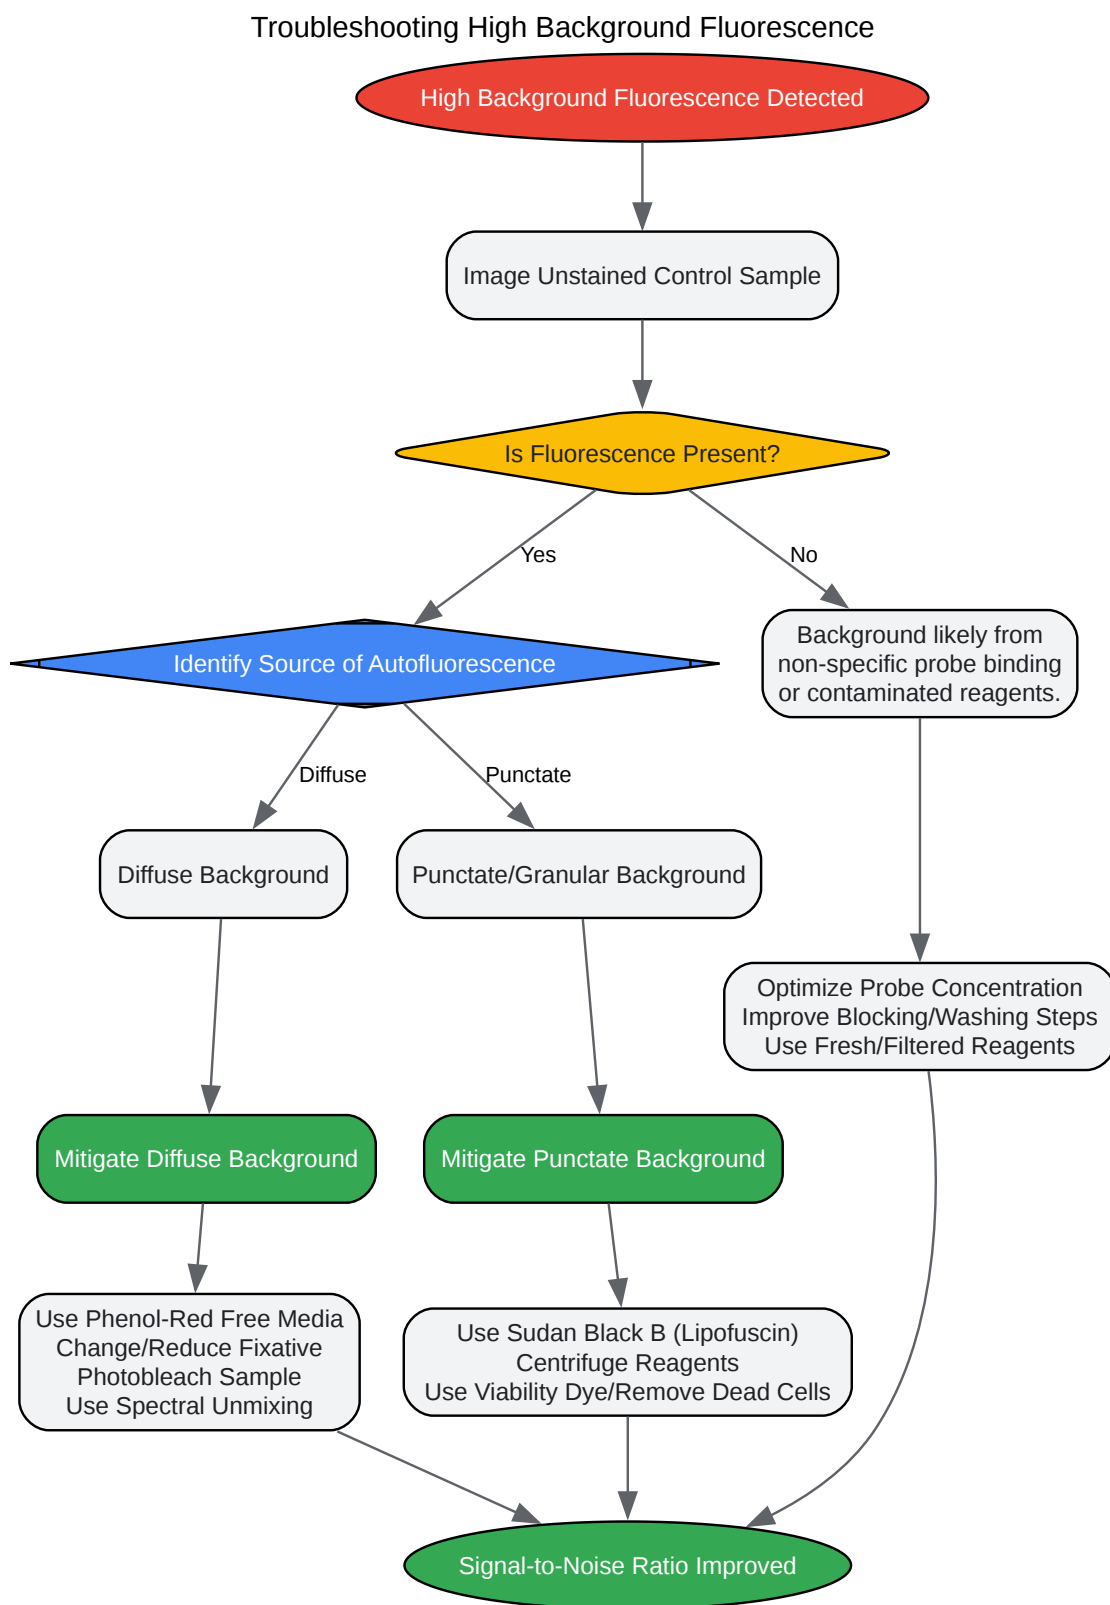 Troubleshooting High Background Fluorescence
High Background Fluorescence Detected
Image Unstained Control Sample
Is Fluorescence Present?
Yes
No
Identify Source of Autofluorescence
Background likely from
non-specific probe binding
or contaminated reagents.
Diffuse
Punctate
Diffuse Background
Punctate/Granular Background
Optimize Probe Concentration
Improve Blocking/Washing Steps
Use Fresh/Filtered Reagents
Mitigate Diffuse Background
Mitigate Punctate Background
Use Phenol-Red Free Media
Change/Reduce Fixative
Photobleach Sample
Use Spectral Unmixing
Use Sudan Black B (Lipofuscin)
Centrifuge Reagents
Use Viability Dye/Remove Dead Cells
Signal-to-Noise Ratio Improved